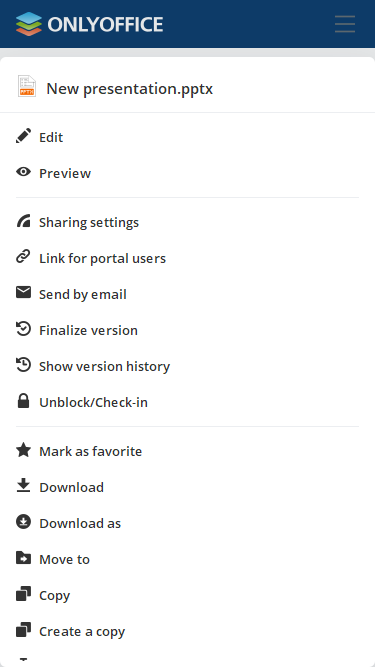 ONLYOFFICE
New presentation.pptx
Edit
Preview
Sharing settings
Link for portal users
Send by email
Finalize version
Show version history
Unblock/Check-in
Mark as favorite
Download
Download as
Move to
Copy
Create a copy